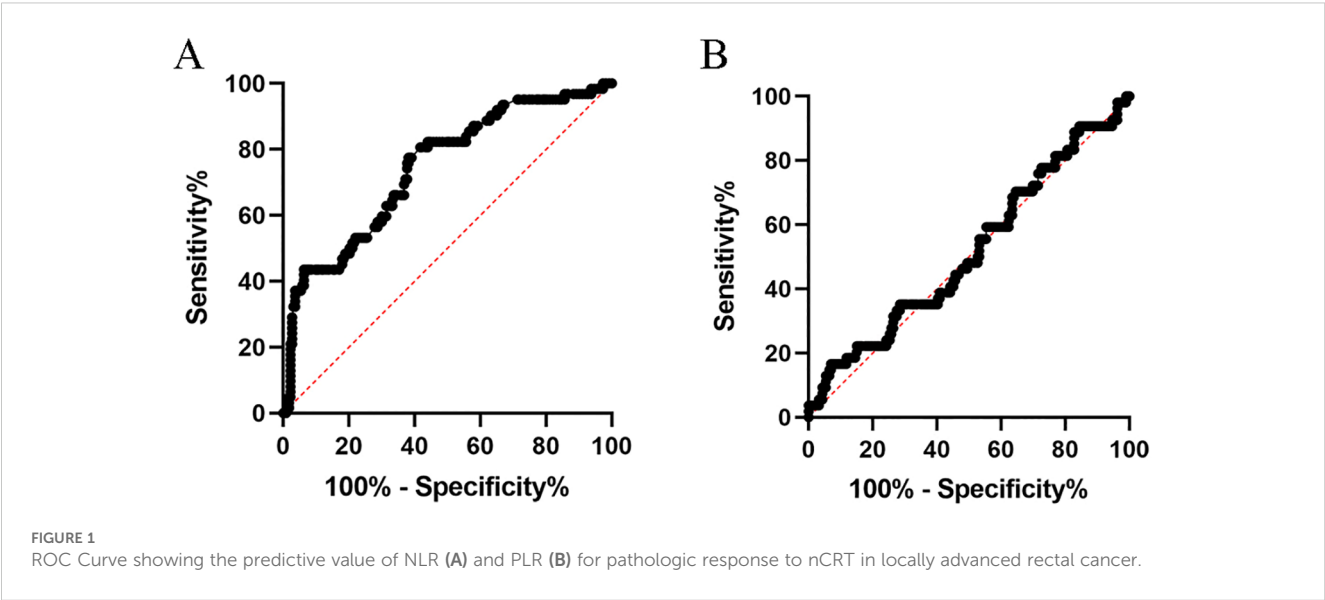 A
B
100
80
60
40
20
0
Sensitivity%
0 20 40 60 80 100
100% - Specificity%
100
80
60
40
20
0
Sensitivity%
0 20 40 60 80 100
100% - Specificity%
FIGURE 1
ROC Curve showing the predictive value of NLR (A) and PLR (B) for pathologic response to nCRT in locally advanced rectal cancer.